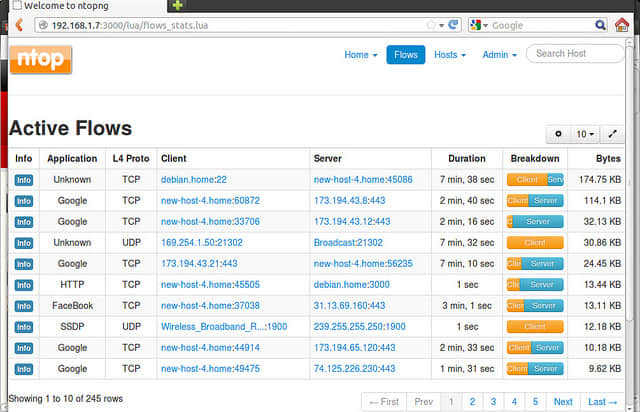 Welcome to ntopng
192.168.1.7:3000/lua/flows_stats.lua
Google
ntop
Home Flows Hosts Admin Search Host
Active Flows
10
Info Application L4 Proto Client Server Duration Breakdown Bytes
Info Unknown TCP debian.home:22 new-host-4.home:45086 7 min, 38 sec Client Serv 174.75 KB
Info Google TCP new-host-4.home:60872 173.194.43.8:443 2 min, 40 sec Clie Server 114.1 KB
Info Google TCP new-host-4.home:33706 173.194.43.12:443 2 min, 16 sec C Server 32.13 KB
Info Unknown UDP 169.254.1.50:21302 Broadcast:21302 7 min, 32 sec Client 30.86 KB
Info Google TCP 173.194.43.21:443 new-host-4.home:56235 7 min, 10 sec Clie Server 24.45 KB
Info HTTP TCP new-host-4.home:45505 debian.home:3000 1 sec Clie Server 13.44 KB
Info FaceBook TCP new-host-4.home:37038 31.13.69.160:443 3 min, 1 sec Clie Server 13.11 KB
Info SSDP UDP Wireless_Broadband_R...:1900 239.255.255.250:1900 1 sec Client 12.18 KB
Info Google TCP new-host-4.home:44914 173.194.65.120:443 2 min, 33 sec Client Server 10.18 KB
Info Google TCP new-host-4.home:49475 74.125.226.230:443 1 min, 31 sec Clie Server 9.62 KB
Showing 1 to 10 of 245 rows
← First Prev 1 2 3 4 5 Next Last →